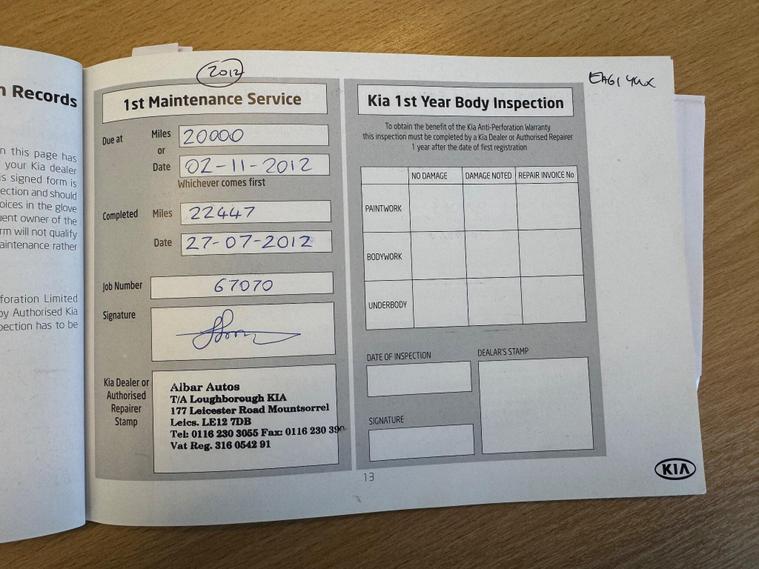 n Records
n this page has
your Kia dealer
is signed form is
ection and should
oices in the glove
uent owner of the
rm will not qualify
aintenance rather
foration Limited
by Authorised Kia
pection has to be
2012
1st Maintenance Service
Due at
Miles 20000
or
Date 02-11-2012
Whichever comes first
Completed Miles 22447
Date 27-07-2012
Job Number 67070
Signature
Kia Dealer or
Authorised
Repairer
Stamp
Albar Autos
T/A Loughborough KIA
177 Leicester Road Mountsorrel
Leics. LE12 7DB
Tel: 0116 230 3055 Fax: 0116 230 390
Vat Reg. 316 0542 91
Kia 1st Year Body Inspection
To obtain the benefit of the Kia Anti-Perforation Warranty
this inspection must be completed by a Kia Dealer or Authorised Repairer
1 year after the date of first registration
NO DAMAGE DAMAGE NOTED REPAIR INVOICE No
PAINTWORK
BODYWORK
UNDERBODY
DATE OF INSPECTION
DEALAR'S STAMP
SIGNATURE
13
KIA